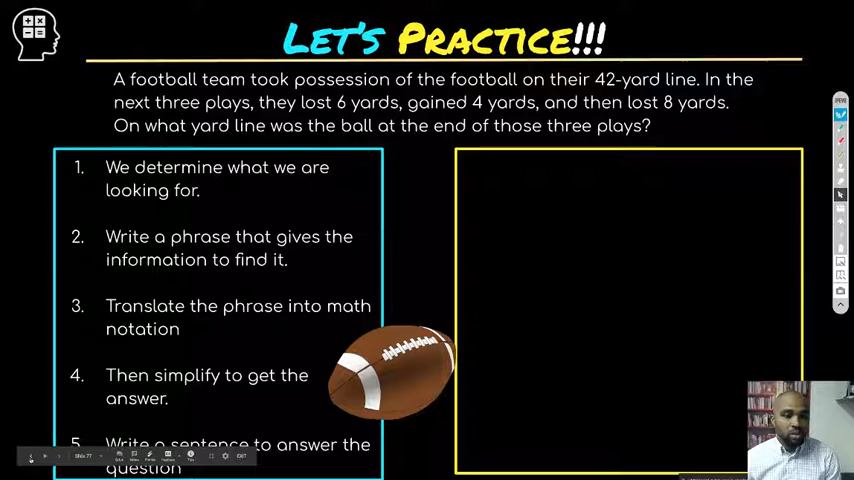 LET'S PRACTICE!!!
A football team took possession of the football on their 42-yard line. In the
next three plays, they lost 6 yards, gained 4 yards, and then lost 8 yards.
On what yard line was the ball at the end of those three plays?
1. We determine what we are
looking for.
2. Write a phrase that gives the
information to find it.
3. Translate the phrase into math
notation
4. Then simplify to get the
answer.
5. Write a sentence to answer the
question
EXIT